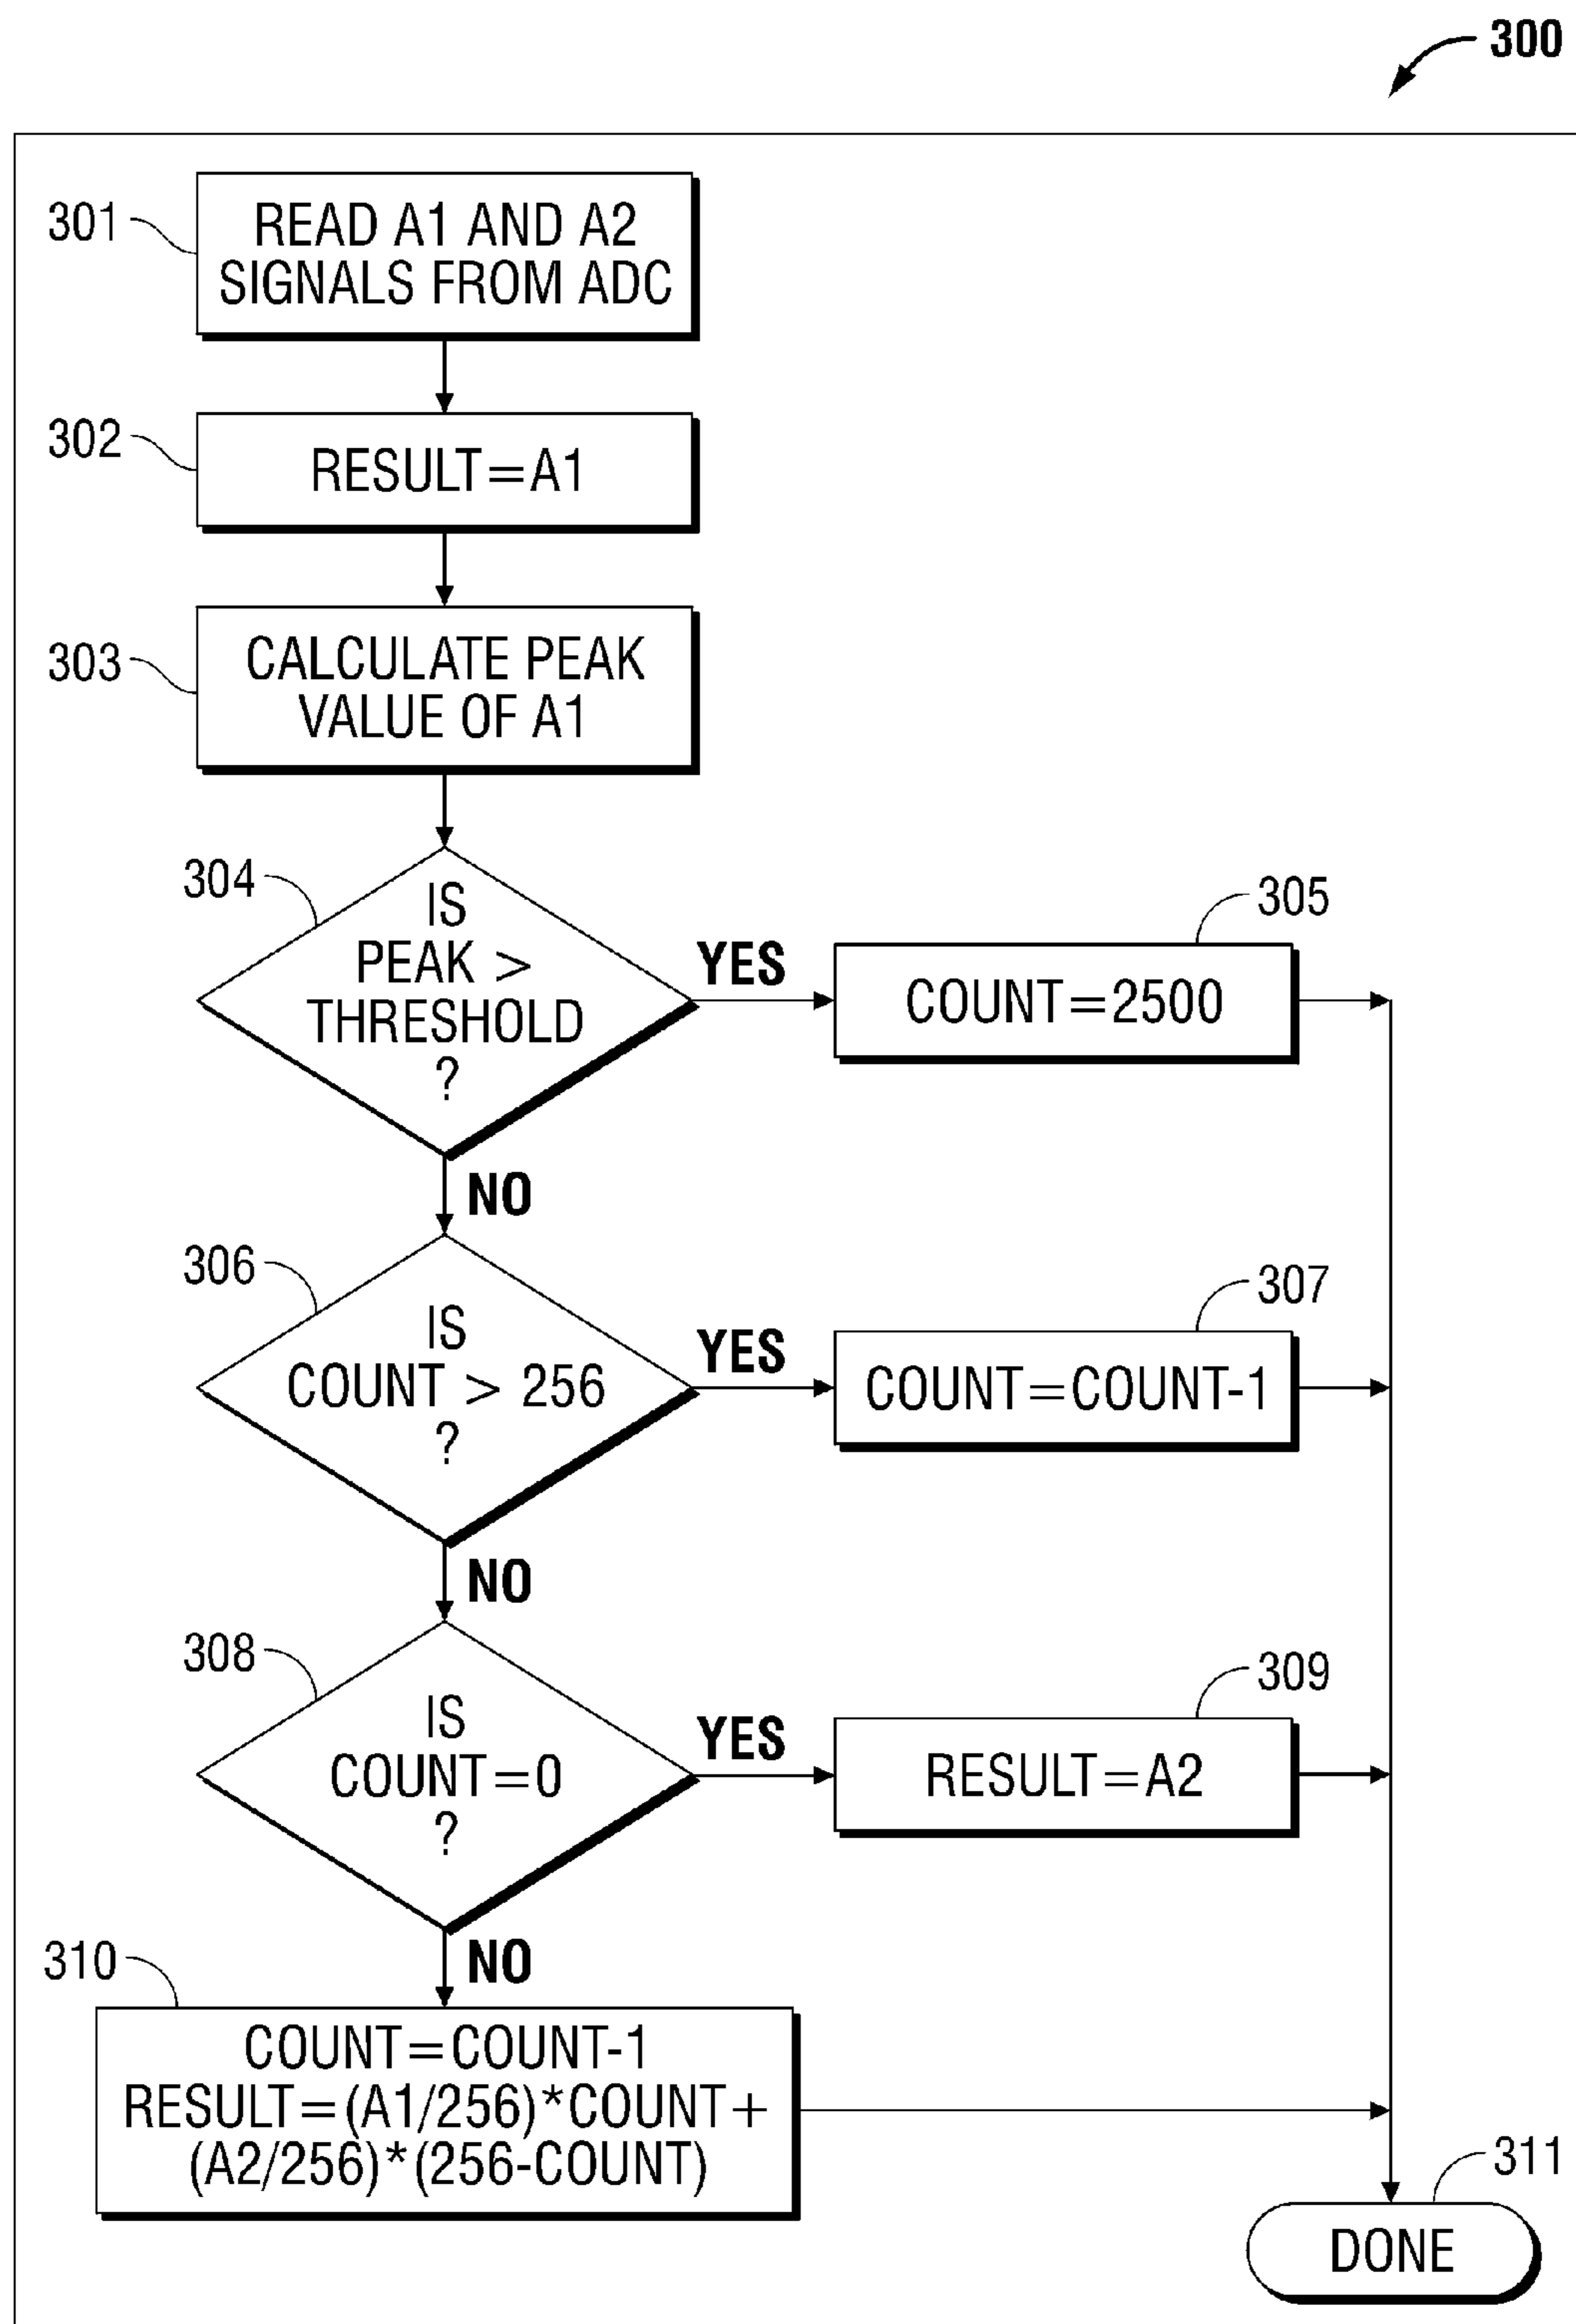 300
301
READ A1 AND A2
SIGNALS FROM ADC
302
RESULT=A1
303
CALCULATE PEAK
VALUE OF A1
304
IS
PEAK >
THRESHOLD
?
YES
305
COUNT=2500
NO
306
IS
COUNT > 256
?
YES
307
COUNT=COUNT-1
NO
308
IS
COUNT=0
?
YES
309
RESULT=A2
NO
310
COUNT=COUNT-1
RESULT=(A1/256)*COUNT+
(A2/256)*(256-COUNT)
311
DONE